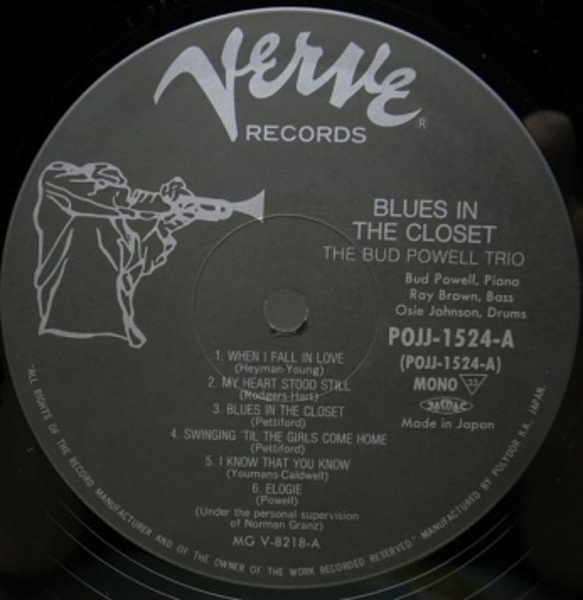 Verve
RECORDS
®
BLUES IN
THE CLOSET
THE BUD POWELL TRIO
Bud Powell, Piano
Ray Brown, Bass
Osie Johnson, Drums
POJJ-1524-A
(POJJ-1524-A)
MONO 33
JASRAC
Made in Japan
1. WHEN I FALL IN LOVE
(Heyman-Young)
2. MY HEART STOOD STILL
(Rodgers-Hart)
3. BLUES IN THE CLOSET
(Pettiford)
4. SWINGING 'TIL THE GIRLS COME HOME
(Pettiford)
5. I KNOW THAT YOU KNOW
(Youmans-Caldwell)
6. ELOGIE
(Powell)
(Under the personal supervision
of Norman Granz)
MG V-8218-A
"ALL RIGHTS OF THE RECORD MANUFACTURER AND OF THE OWNER OF THE WORK RECORDED RESERVED." MANUFACTURED BY POLYDOR K.K. JAPAN.